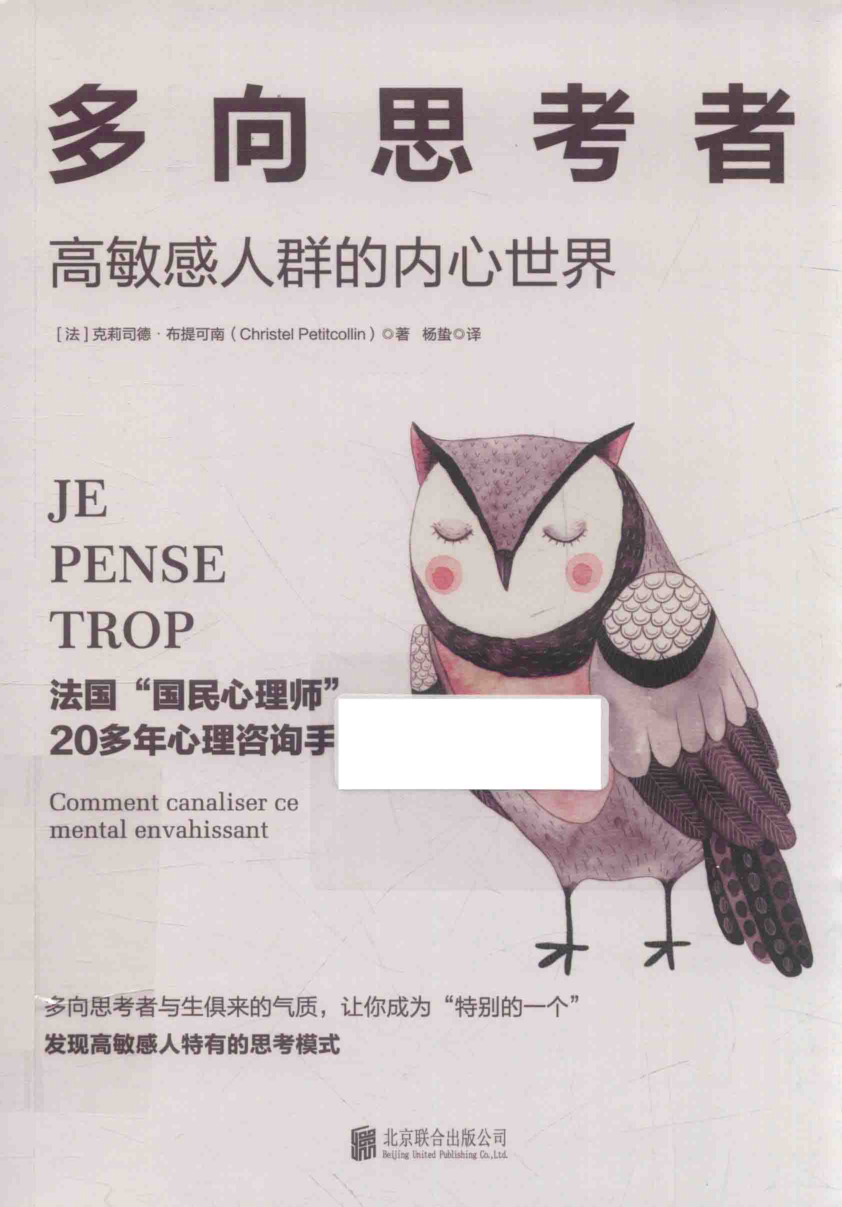 多向思考者
高敏感人群的内心世界
[法]克莉司德·布提可南（Christel Petitcollin）◎著 杨蛰◎译
JE
PENSE
TROP
法国“国民心理师”
20多年心理咨询手
Comment canaliser ce
mental envahissant
多向思考者与生俱来的气质，让你成为“特别的一个”
发现高敏感人特有的思考模式
北京联合出版公司
Beijing United Publishing Co.,Ltd.